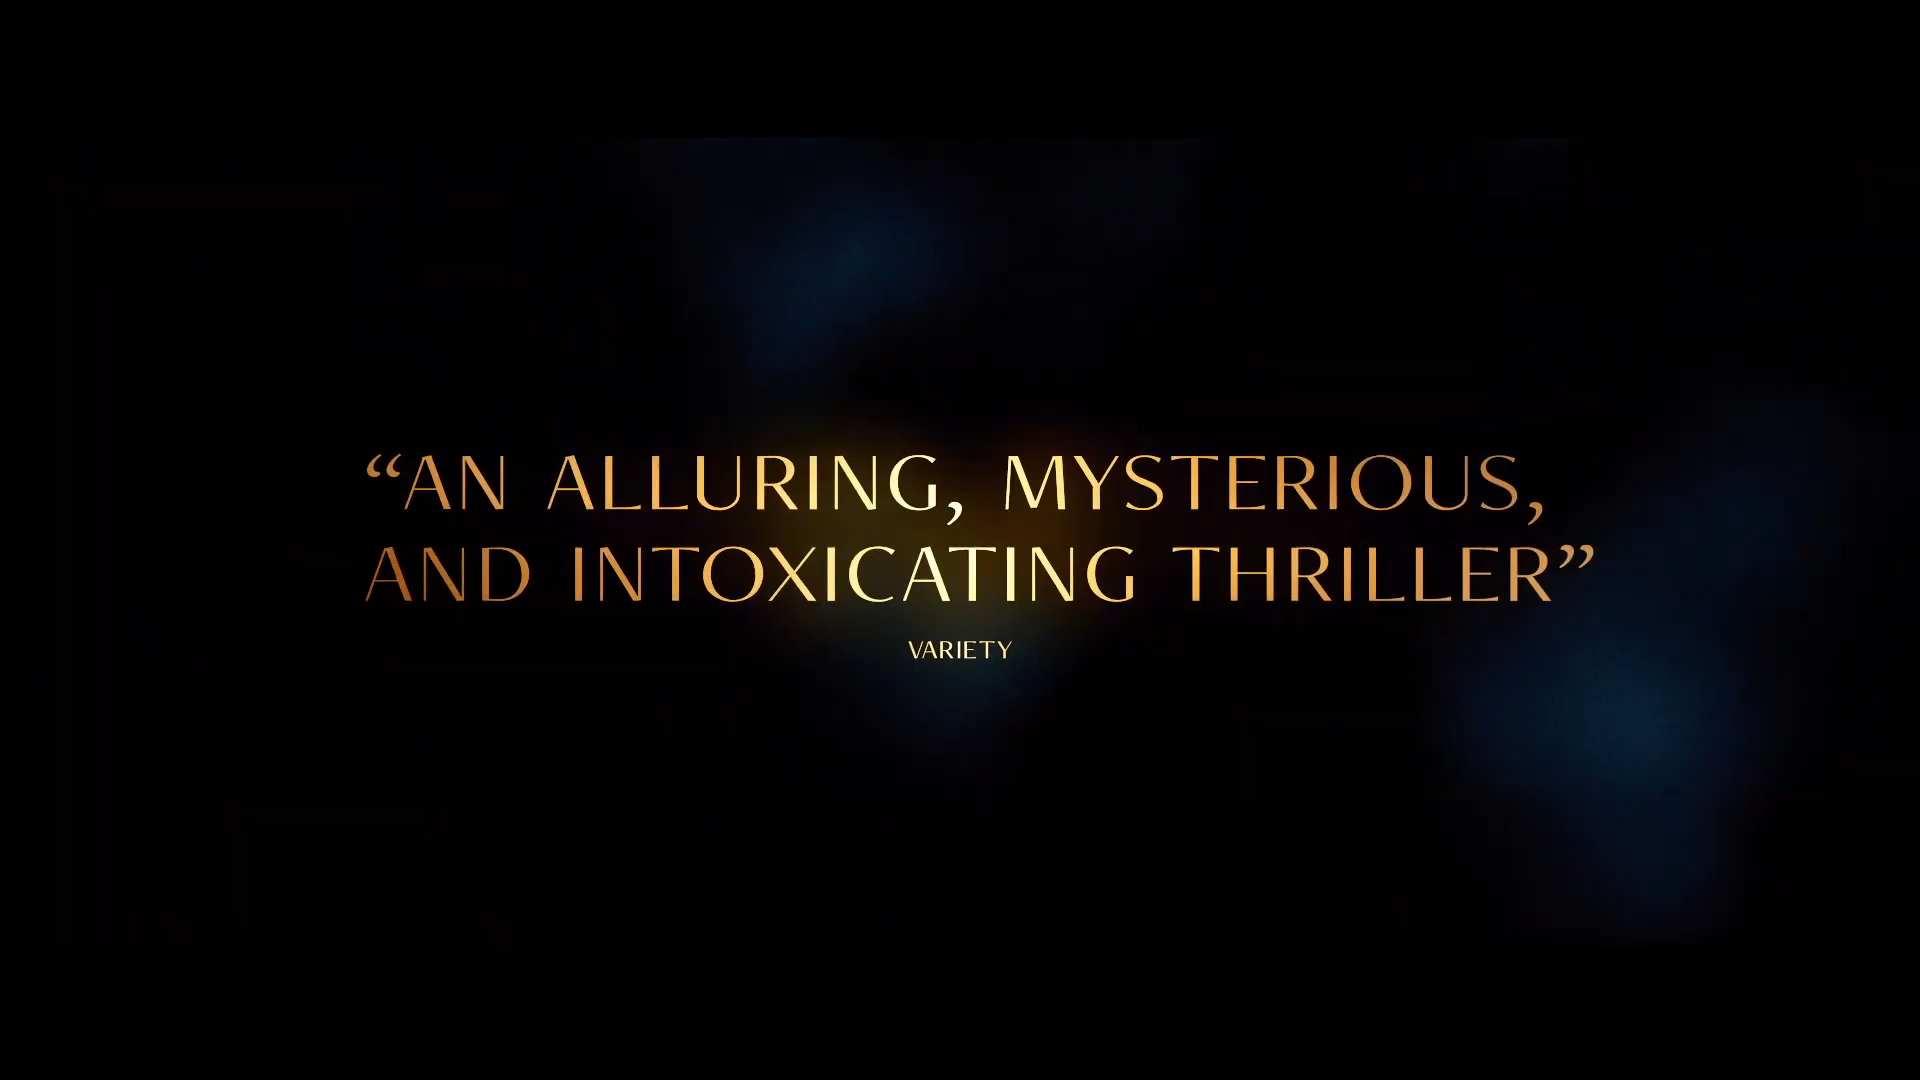 “AN ALLURING, MYSTERIOUS,
AND INTOXICATING THRILLER”
VARIETY